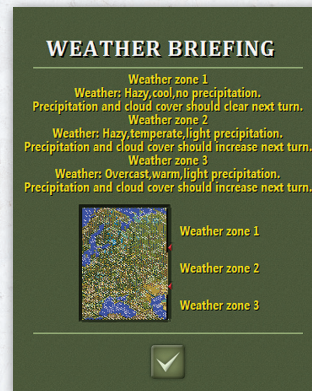 WEATHER BRIEFING
Weather zone 1
Weather: Hazy,cool,no precipitation.
Precipitation and cloud cover should clear next turn.
Weather zone 2
Weather: Hazy,temperate,light precipitation.
Precipitation and cloud cover should increase next turn.
Weather zone 3
Weather: Overcast,warm,light precipitation.
Precipitation and cloud cover should increase next turn.
Weather zone 1
Weather zone 2
Weather zone 3